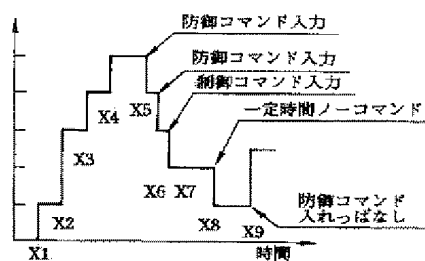 防御コマンド入力
防御コマンド入力
制御コマンド入力
一定時間ノーコマンド
X5
X4
X3
X6 X7
X2
X8
X9
防御コマンド
入れっぱなし
X1
時間